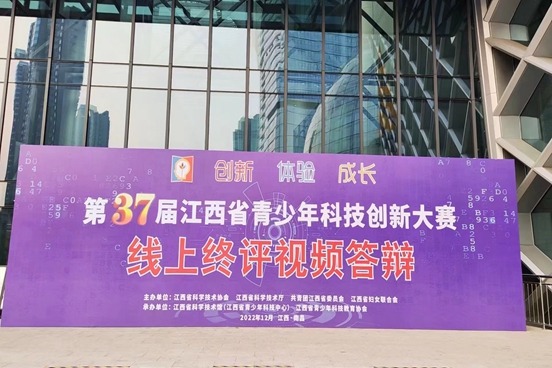 创新 体验 成长
第37届江西省青少年科技创新大赛
线上终评视频答辩
主办单位：江西省科学技术协会 江西省科学技术厅 共青团江西省委员会 江西省妇女联合会
承办单位：江西省科学技术馆（江西省青少年科技中心） 江西省青少年科技教育协会
2022年12月 江西·南昌